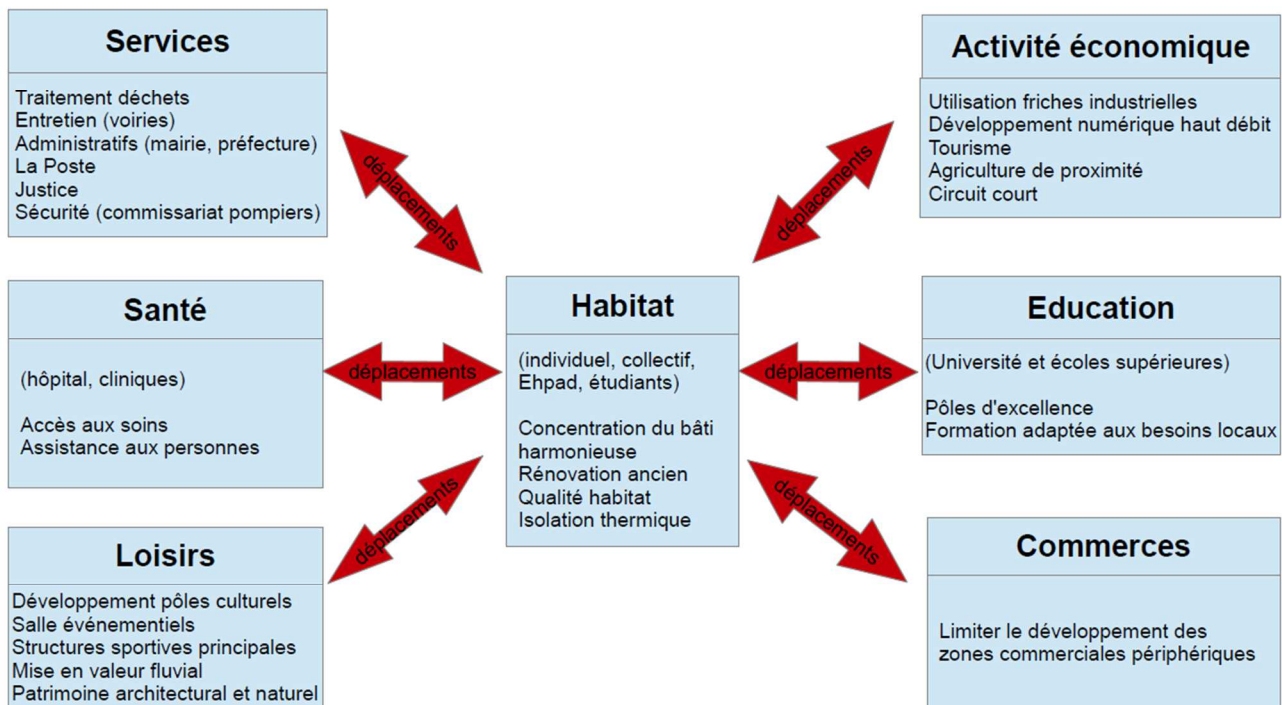 Services
Traitement déchets
Entretien (voiries)
Administratifs (mairie, préfecture)
La Poste
Justice
Sécurité (commissariat pompiers)
Activité économique
Utilisation friches industrielles
Développement numérique haut débit
Tourisme
Agriculture de proximité
Circuit court
déplacements
déplacements
Santé
(hôpital, cliniques)
Accès aux soins
Assistance aux personnes
déplacements
Habitat
(individuel, collectif,
Ehpad, étudiants)
Concentration du bâti
harmonieuse
Rénovation ancien
Qualité habitat
Isolation thermique
déplacements
Education
(Université et écoles supérieures)
Pôles d'excellence
Formation adaptée aux besoins locaux
déplacements
déplacements
Loisirs
Développement pôles culturels
Salle événementiels
Structures sportives principales
Mise en valeur fluvial
Patrimoine architectural et naturel
Commerces
Limiter le développement des
zones commerciales périphériques